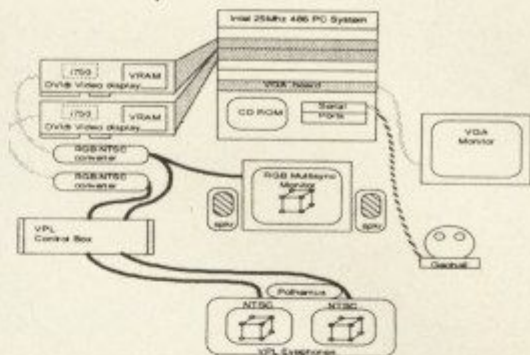 Intel 25Mhz 486 PC System
i750
VRAM
DVI® Video display
i750
VRAM
DVI® Video display
VGA board
CD ROM
Serial
Ports
RGB:NTSC
converter
RGB:NTSC
converter
VGA
Monitor
RGB Multisync
Monitor
spkr
spkr
VPL
Control Box
Geoball
Polhemus
NTSC
NTSC
VPL Eyephones